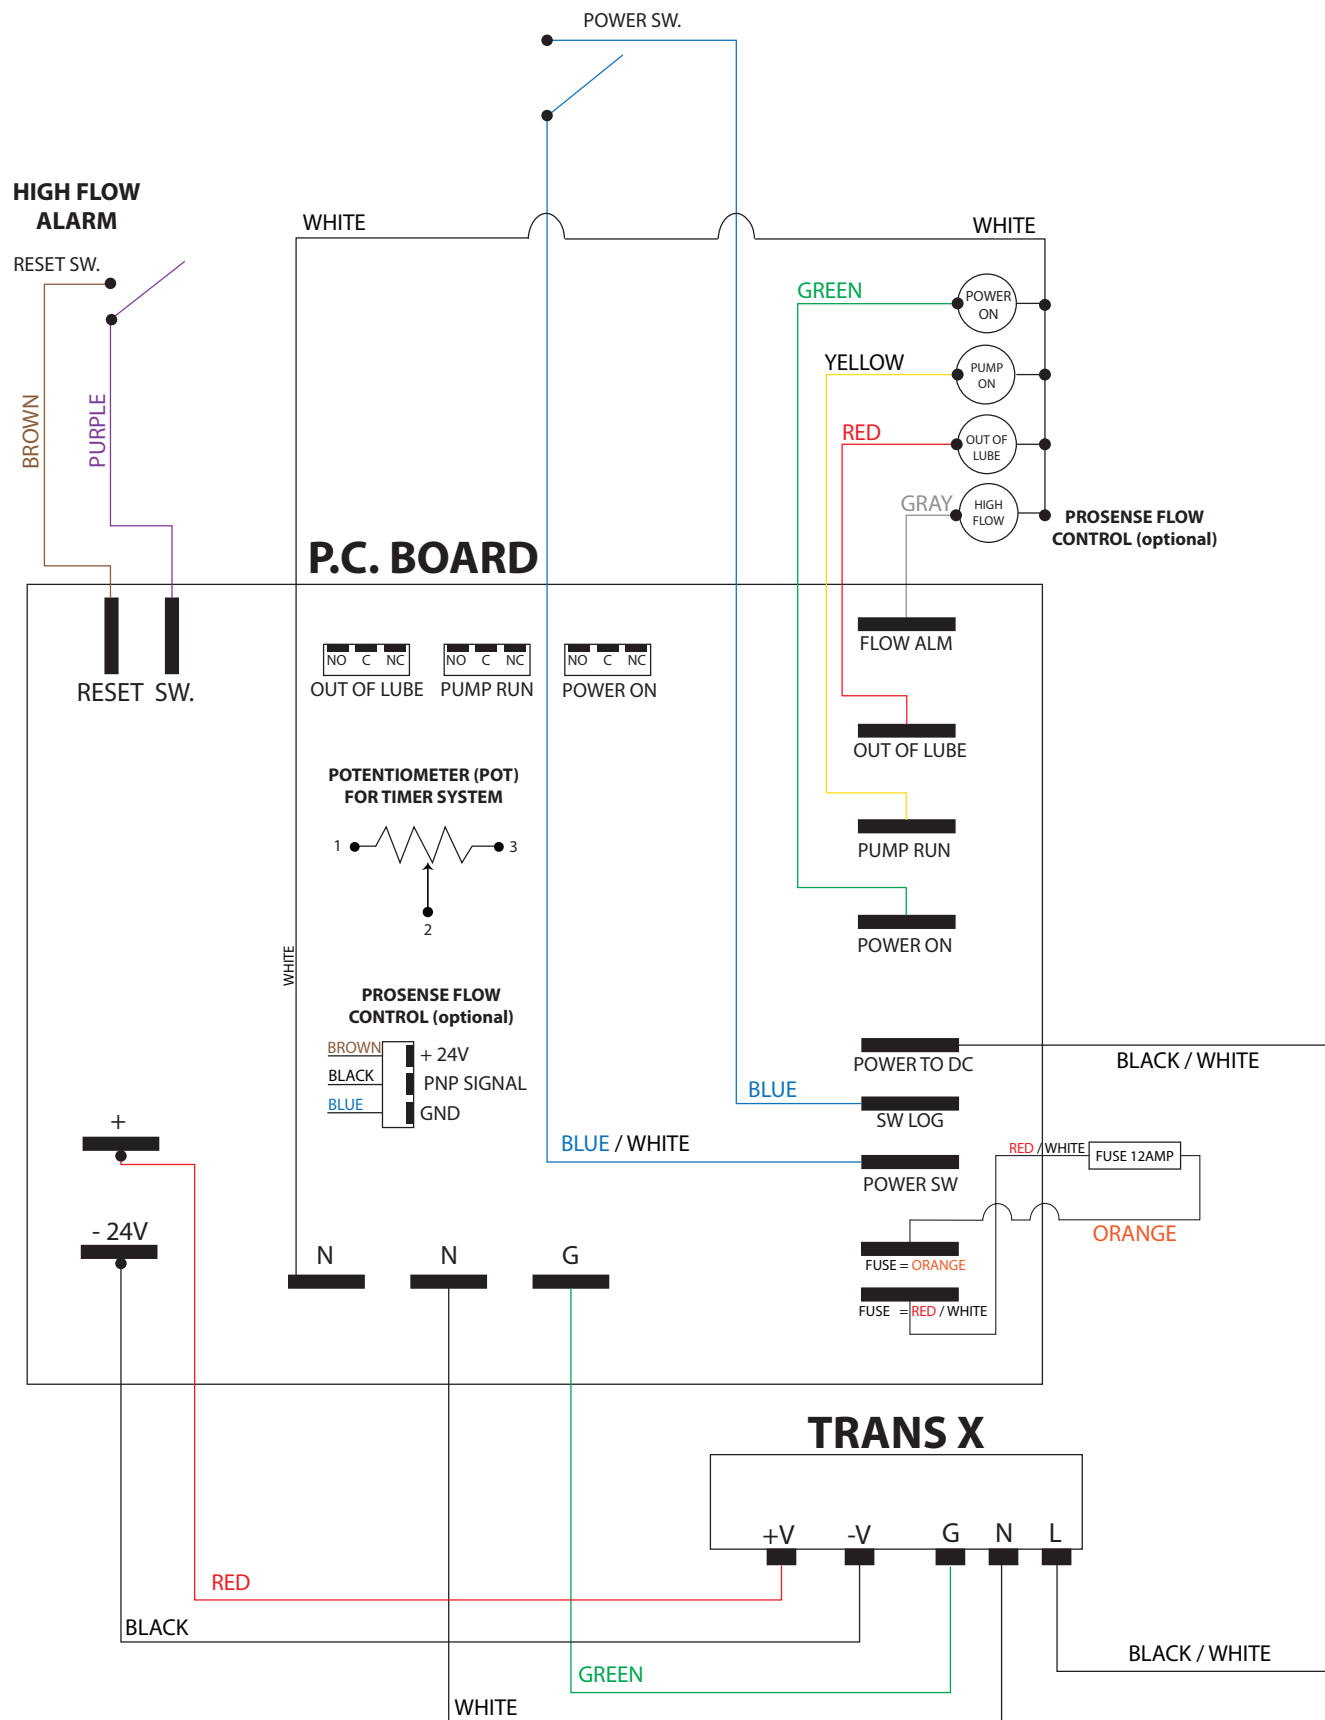 POWER SW.
HIGH FLOW
ALARM
RESET SW.
WHITE
WHITE
GREEN
POWER
ON
YELLOW
PUMP
ON
RED
OUT OF
LUBE
GRAY
HIGH
FLOW
PROSENSE FLOW
CONTROL (optional)
BROWN
PURPLE
P.C. BOARD
RESET SW.
NO C NC
OUT OF LUBE
NO C NC
PUMP RUN
NO C NC
POWER ON
FLOW ALM
OUT OF LUBE
PUMP RUN
POWER ON
POTENTIOMETER (POT)
FOR TIMER SYSTEM
1
3
2
WHITE
PROSENSE FLOW
CONTROL (optional)
BROWN + 24V
BLACK PNP SIGNAL
BLUE GND
POWER TO DC
BLACK / WHITE
BLUE
SW LOG
BLUE / WHITE
POWER SW
RED / WHITE
FUSE 12AMP
ORANGE
FUSE = ORANGE
FUSE = RED / WHITE
+
- 24V
N
N
G
TRANS X
+V -V G N L
RED
BLACK
GREEN
WHITE
BLACK / WHITE